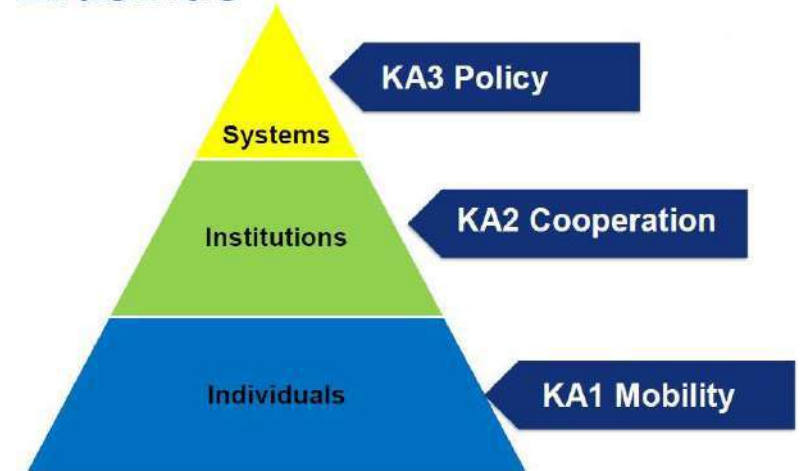 KA3 Policy
Systems
KA2 Cooperation
Institutions
KA1 Mobility
Individuals